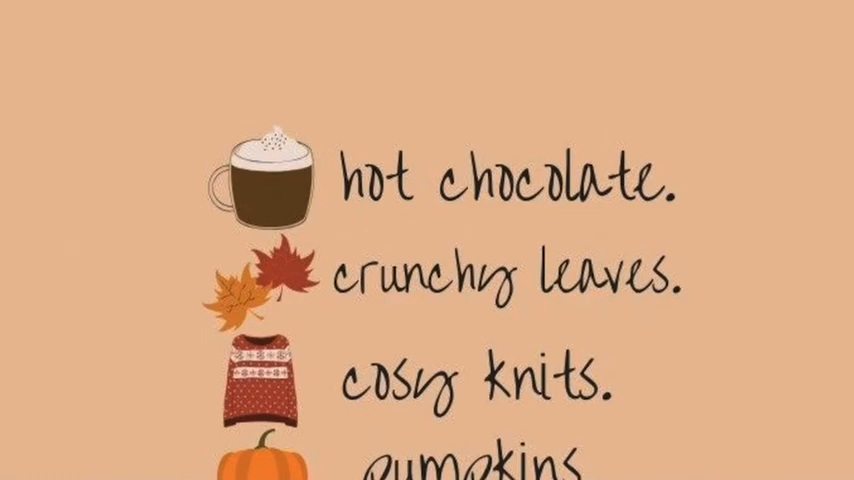 hot chocolate.
crunchy leaves.
cosy knits.
pumpkins